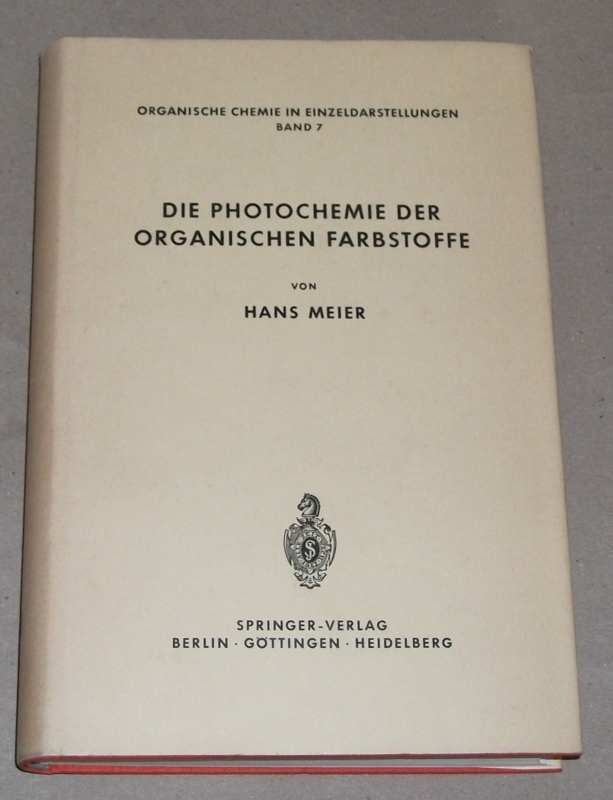 ORGANISCHE CHEMIE IN EINZELDARSTELLUNGEN
BAND 7
DIE PHOTOCHEMIE DER
ORGANISCHEN FARBSTOFFE
VON
HANS MEIER
SPRINGER-VERLAG
BERLIN · GÖTTINGEN · HEIDELBERG